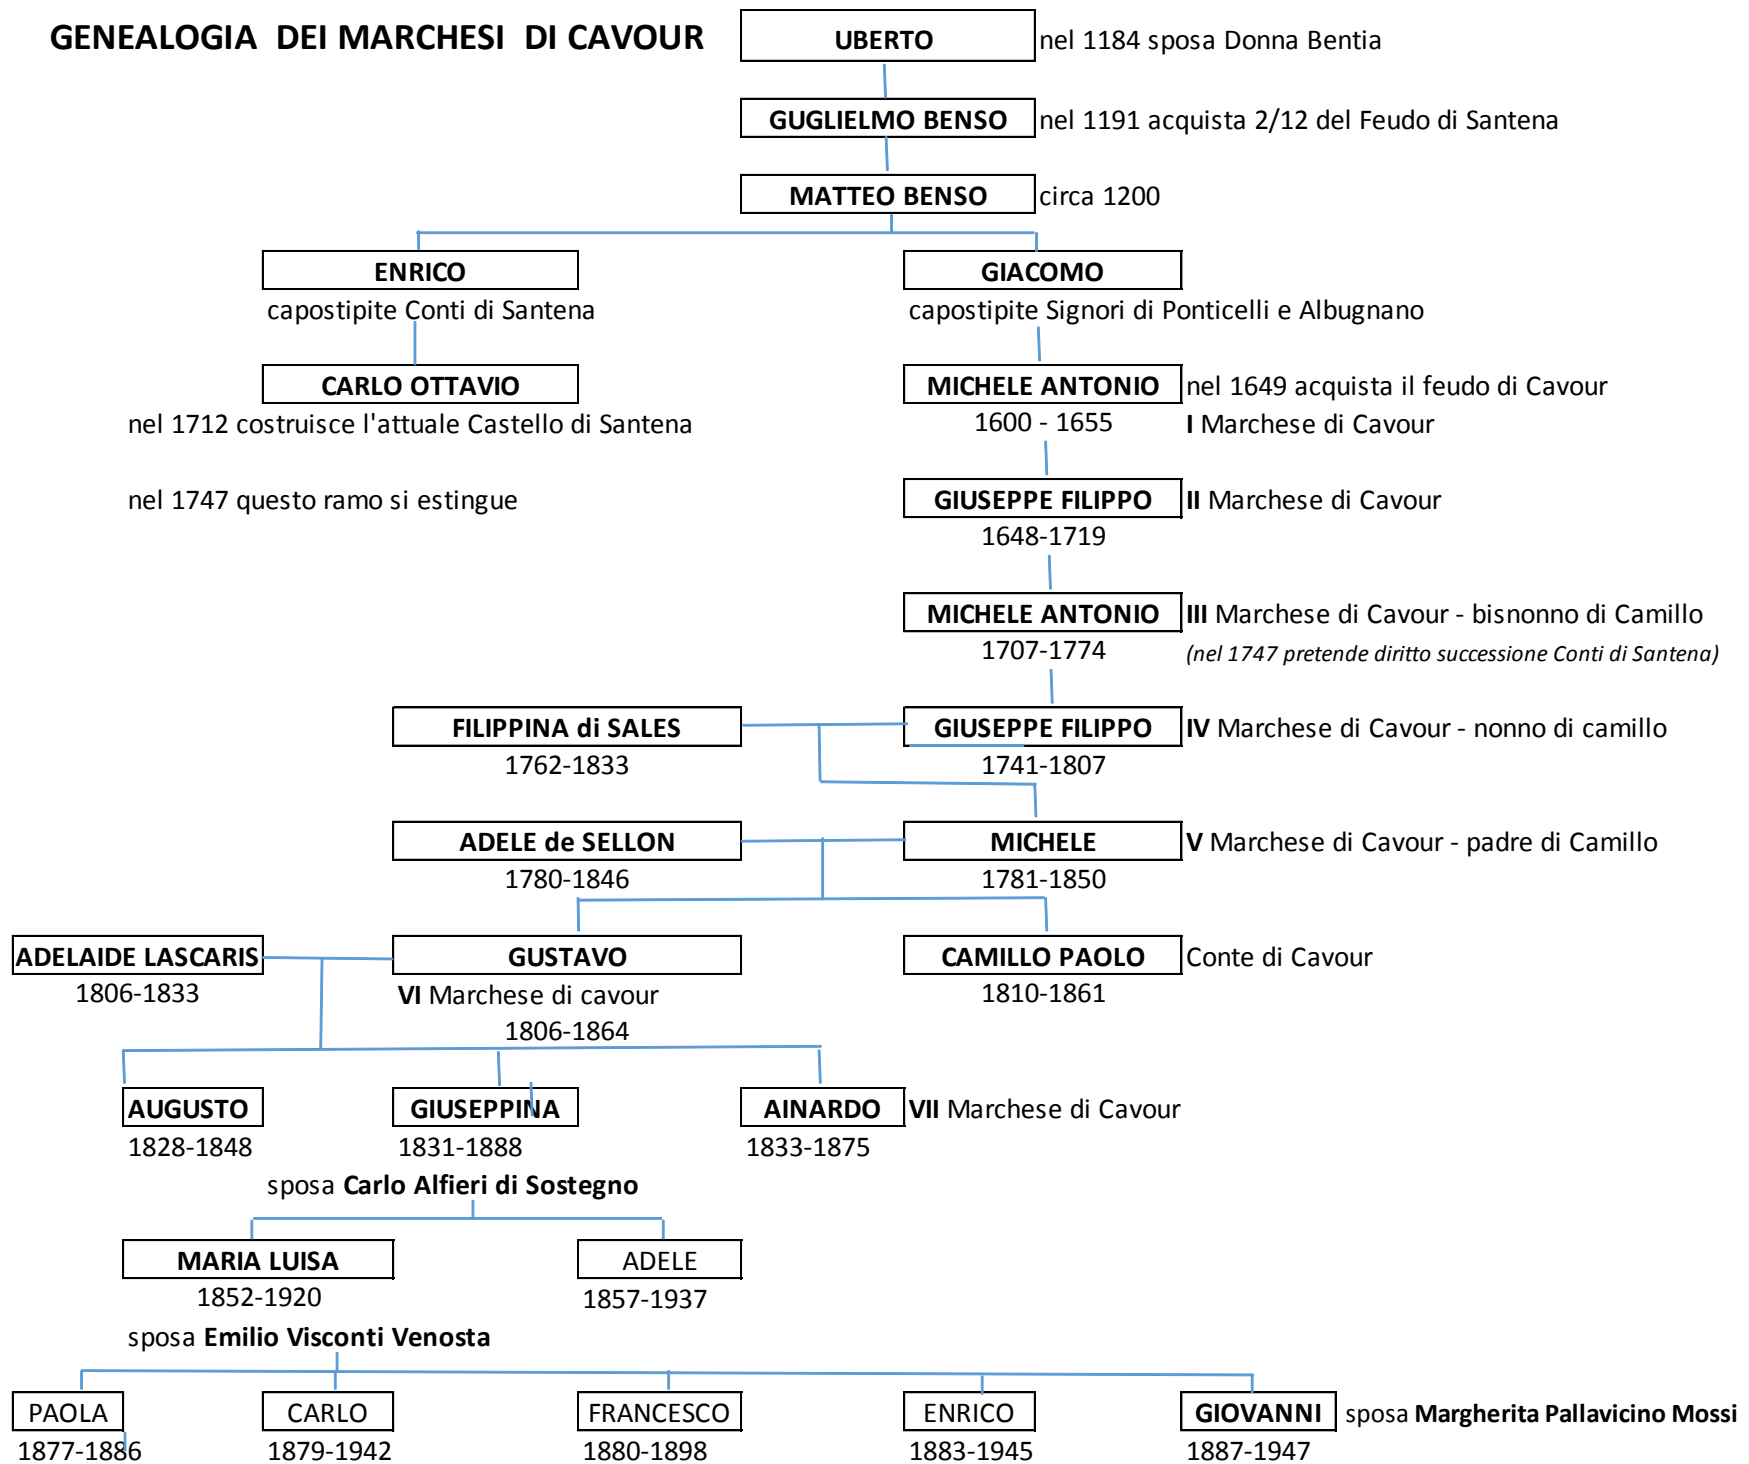 GENEALOGIA DEI MARCHESI DI CAVOUR
UBERTO nel 1184 sposa Donna Bentia
GUGLIELMO BENSO nel 1191 acquista 2/12 del Feudo di Santena
MATTEO BENSO circa 1200
ENRICO GIACOMO
capostipite Conti di Santena capostipite Signori di Ponticelli e Albugnano
CARLO OTTAVIO MICHELE ANTONIO nel 1649 acquista il feudo di Cavour
nel 1712 costruisce l'attuale Castello di Santena 1600 - 1655 I Marchese di Cavour
nel 1747 questo ramo si estingue GIUSEPPE FILIPPO II Marchese di Cavour
1648-1719
MICHELE ANTONIO III Marchese di Cavour - bisnonno di Camillo
1707-1774 (nel 1747 pretende diritto successione Conti di Santena)
FILIPPINA di SALES GIUSEPPE FILIPPO IV Marchese di Cavour - nonno di camillo
1762-1833 1741-1807
ADELE de SELLON MICHELE V Marchese di Cavour - padre di Camillo
1780-1846 1781-1850
ADELAIDE LASCARIS GUSTAVO CAMILLO PAOLO Conte di Cavour
1806-1833 VI Marchese di cavour 1810-1861
1806-1864
AUGUSTO GIUSEPPINA AINARDO VII Marchese di Cavour
1828-1848 1831-1888 1833-1875
sposa Carlo Alfieri di Sostegno
MARIA LUISA ADELE
1852-1920 1857-1937
sposa Emilio Visconti Venosta
PAOLA CARLO FRANCESCO ENRICO GIOVANNI sposa Margherita Pallavicino Mossi
1877-1886 1879-1942 1880-1898 1883-1945 1887-1947